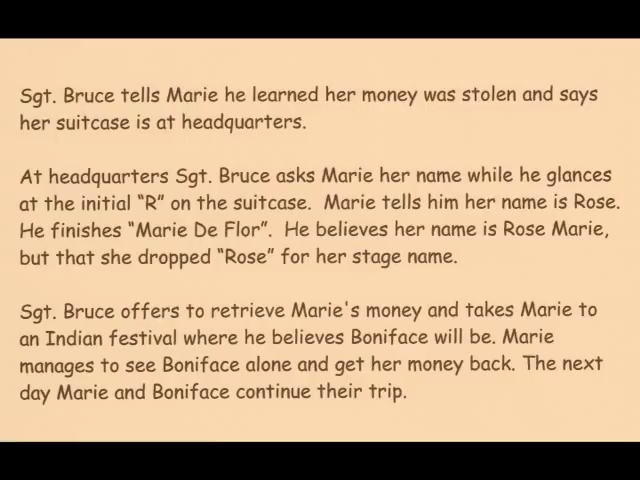 Sgt. Bruce tells Marie he learned her money was stolen and says
her suitcase is at headquarters.
At headquarters Sgt. Bruce asks Marie her name while he glances
at the initial “R” on the suitcase.  Marie tells him her name is Rose.
He finishes “Marie De Flor”.  He believes her name is Rose Marie,
but that she dropped “Rose” for her stage name.
Sgt. Bruce offers to retrieve Marie's money and takes Marie to
an Indian festival where he believes Boniface will be. Marie
manages to see Boniface alone and get her money back. The next
day Marie and Boniface continue their trip.